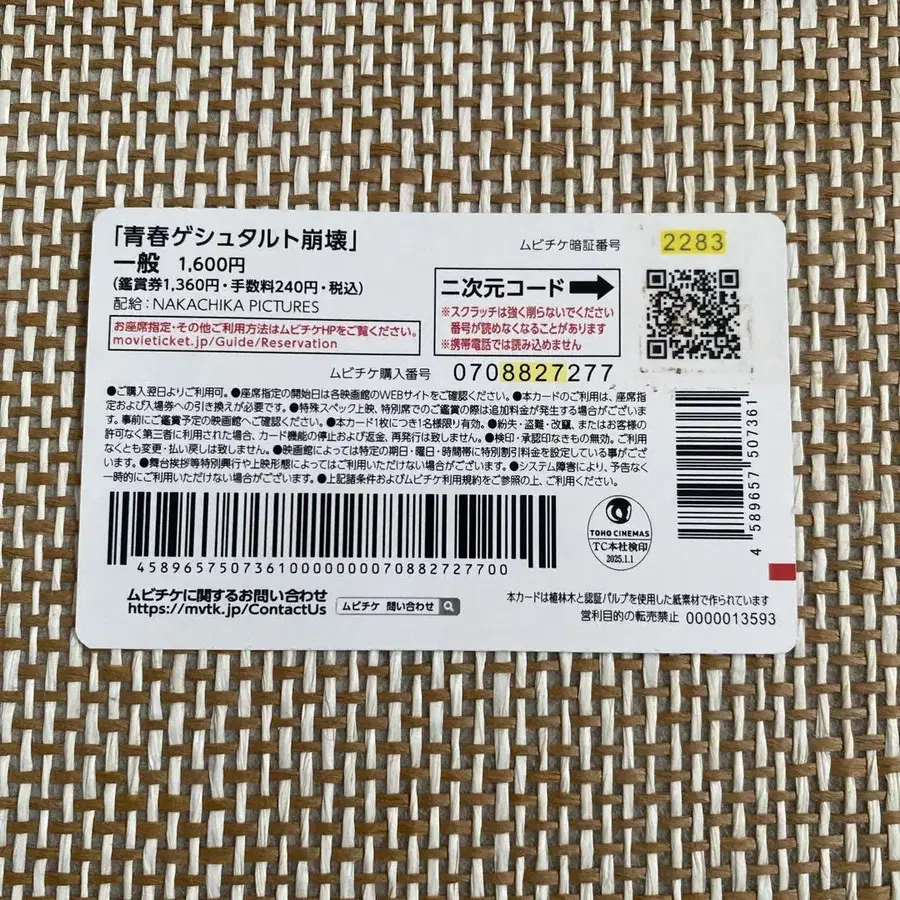 「青春ゲシュタルト崩壊」
一般 1,600円
(鑑賞券1,360円・手数料240円・税込)
配給:NAKACHIKA PICTURES
お座席指定・その他ご利用方法はムビチケHPをご覧ください。
movieticket.jp/Guide/Reservation
ムビチケ暗証番号 2283
二次元コード
※スクラッチは強く削らないでください
番号が読めなくなることがあります
※携帯電話では読み込めません
ムビチケ購入番号 0708827277
●ご購入翌日よりご利用可。●座席指定の開始日は各映画館のWEBサイトをご確認ください。●本カードのご利用は、座席指
定および入場券への引き換えが必要です。●特殊スペック上映、特別席でのご鑑賞の際は追加料金が発生する場合がございま
す。事前にご鑑賞予定の映画館へご確認ください。●本カード1枚につき1名様限り有効。●紛失・盗難・改竄、またはお客様の
許可なく第三者に利用された場合、カード機能の停止および返金、再発行は致しません。●検印・承認印なきもの無効。ご利用
なくとも変更・払い戻しは致しません。●映画館によっては特定の期日・曜日・時間帯に特別割引料金を設定している事がござ
います。●舞台挨拶等特別興行や上映形態によってはご利用いただけない場合がございます。●システム障害により、予告なく
一時的にご利用いただけない場合がございます。●上記諸条件およびムビチケ利用規約をご参照の上、ご利用ください。
4589657507361000000000708827277​00
TOHO CINEMAS
TC本社検印
2025.1.1
4 589657 507361
ムビチケに関するお問い合わせ
https://mvtk.jp/ContactUs
ムビチケ 問い合わせ
本カードは植林木と認証パルプを使用した紙素材で作られています
営利目的の転売禁止 0000013593